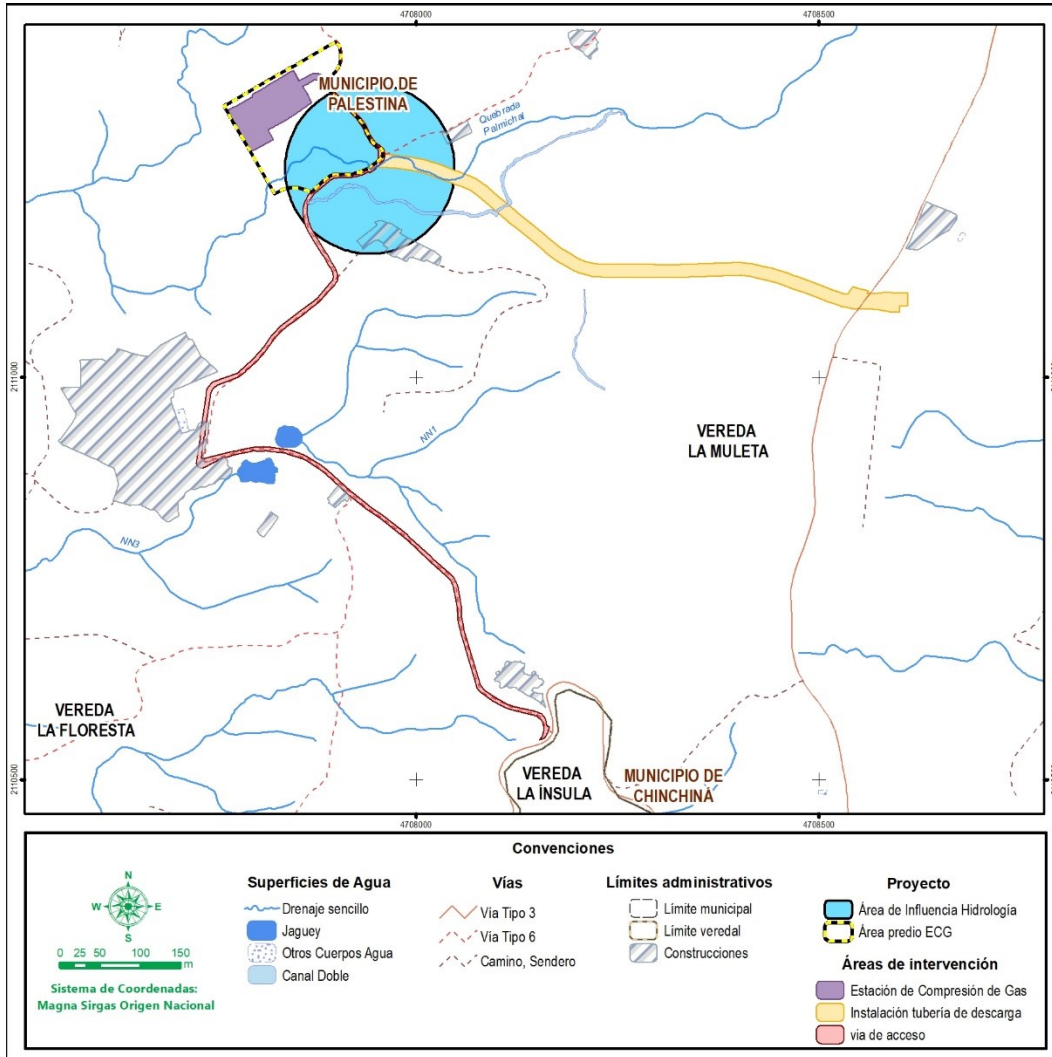 4708000
4708500
MUNICIPIO DE
PALESTINA
Quebrada
Palmichal
2111000
NN1
VEREDA
LA MULETA
NN3
VEREDA
LA FLORESTA
VEREDA
LA ÍNSULA
MUNICIPIO DE
CHINCHINÁ
2110500
4708000
4708500
Convenciones
N
W
E
S
0 25 50 100 150
m
Sistema de Coordenadas:
Magna Sirgas Origen Nacional
Superficies de Agua
Drenaje sencillo
Jaguey
Otros Cuerpos Agua
Canal Doble
Vías
Vía Tipo 3
Vía Tipo 6
Camino, Sendero
Límites administrativos
Límite municipal
Límite veredal
Construcciones
Proyecto
Área de Influencia Hidrología
Área predio ECG
Áreas de intervención
Estación de Compresión de Gas
Instalación tubería de descarga
via de acceso